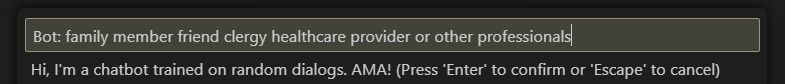 Bot: family member friend clergy healthcare provider or other professionals
Hi, I'm a chatbot trained on random dialogs. AMA! (Press 'Enter' to confirm or 'Escape' to cancel)